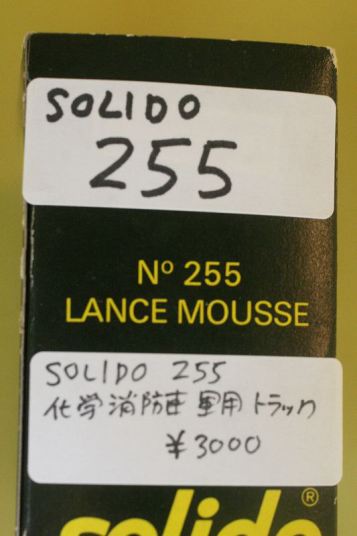 SOLIDO
255
Nº 255
LANCE MOUSSE
SOLIDO 255
化学消防車 軍用トラック
¥3000
solido®